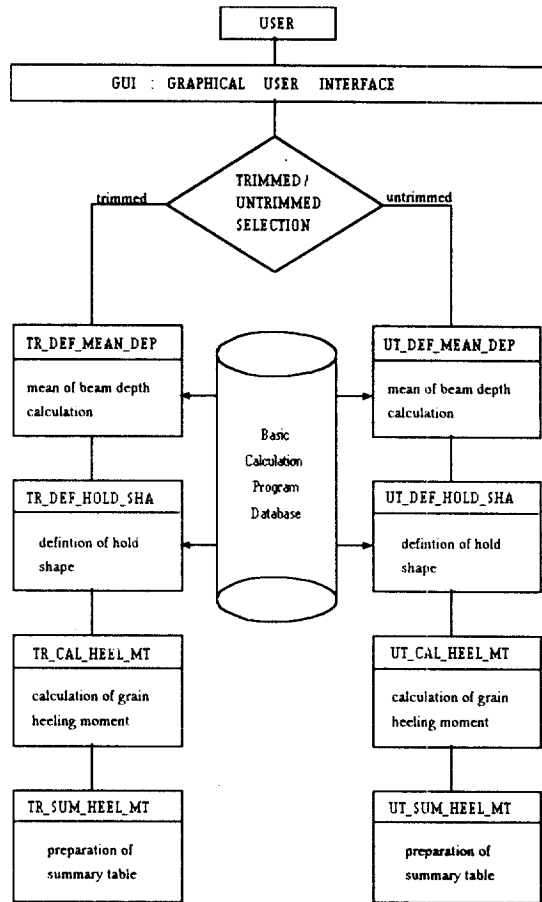 USER
GUI : GRAPHICAL USER INTERFACE
TRIMMED/
UNTRIMMED
SELECTION
trimmed
untrimmed
TR_DEF_MEAN_DEP
mean of beam depth
calculation
TR_DEF_HOLD_SHA
defintion of hold
shape
TR_CAL_HEEL_MT
calculation of grain
heeling moment
TR_SUM_HEEL_MT
preparation of
summary table
Basic
Calculation
Program
Database
UT_DEF_MEAN_DEP
mean of beam depth
calculation
UT_DEF_HOLD_SHA
defintion of hold
shape
UT_CAL_HEEL_MT
calculation of grain
heeling moment
UT_SUM_HEEL_MT
preparation of
summary table